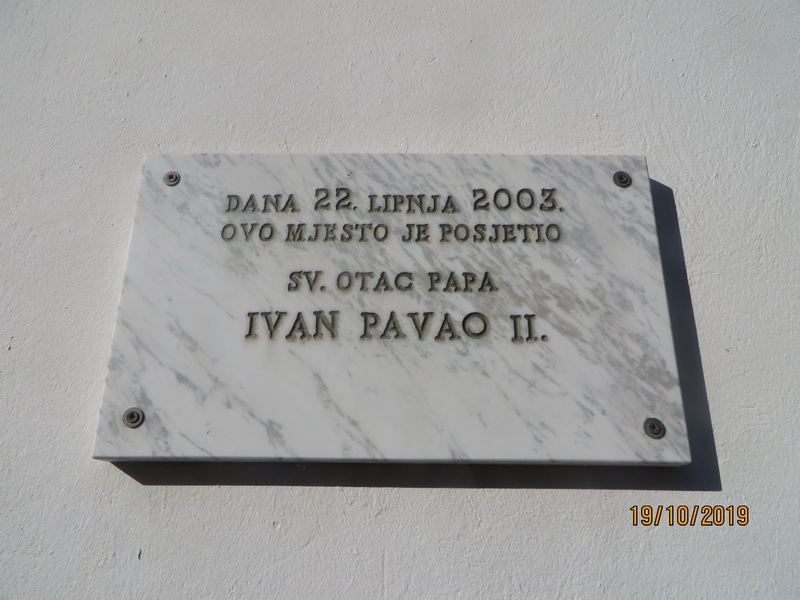 DANA 22. LIPNJA 2003.
OVO MJESTO JE POSJETIO
SV. OTAC PAPA
IVAN PAVAO II.
19/10/2019